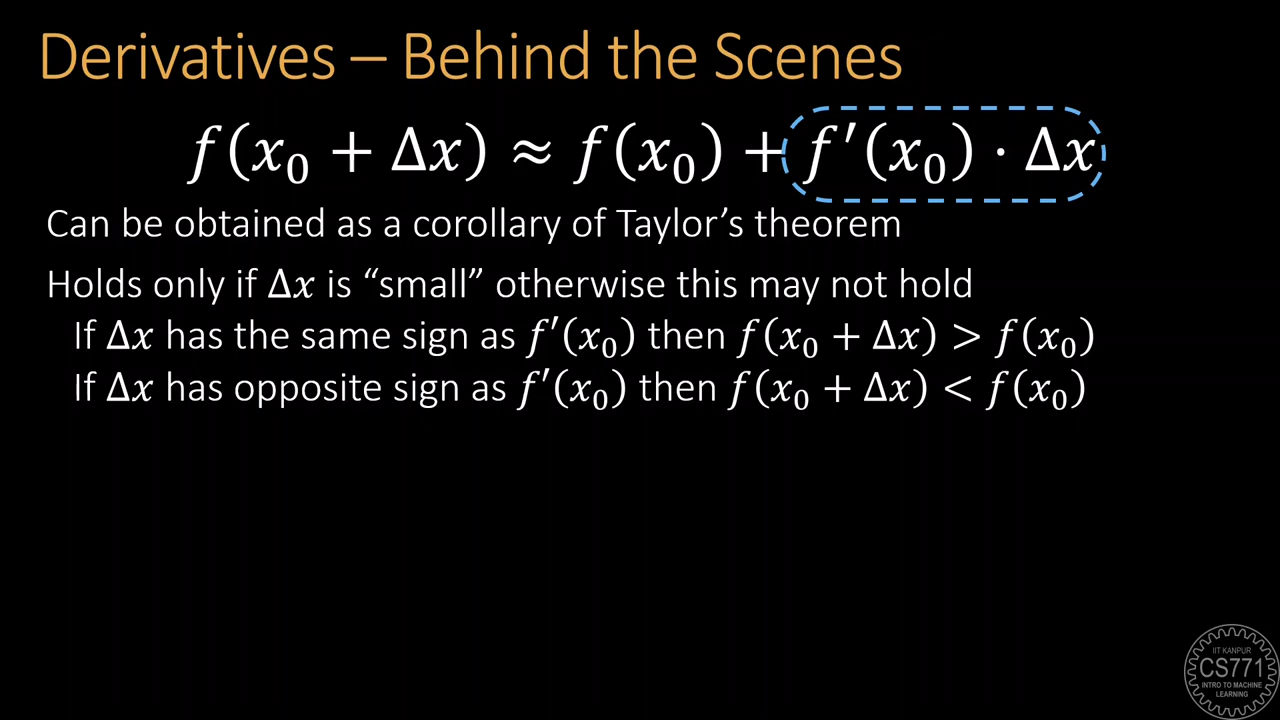 Derivatives – Behind the Scenes
f(x₀ + Δx) ≈ f(x₀) + f′(x₀) · Δx
Can be obtained as a corollary of Taylor’s theorem
Holds only if Δx is “small” otherwise this may not hold
If Δx has the same sign as f′(x₀) then f(x₀ + Δx) > f(x₀)
If Δx has opposite sign as f′(x₀) then f(x₀ + Δx) < f(x₀)
IIT KANPUR
CS771
INTRO TO MACHINE
LEARNING